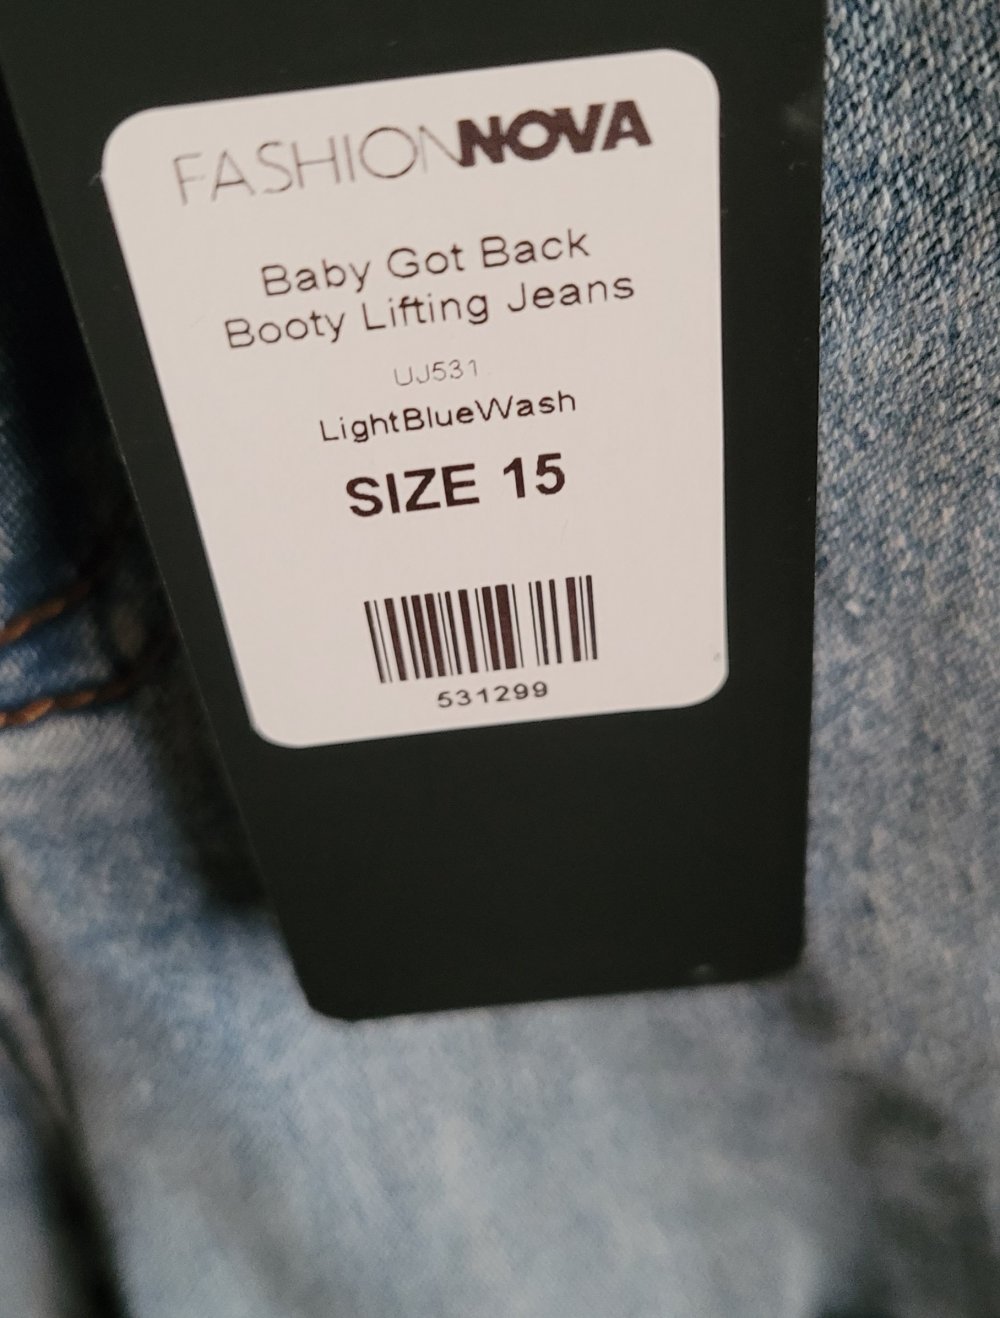 FASHIONNOVA
Baby Got Back
Booty Lifting Jeans
UJ531
LightBlueWash
SIZE 15
531299